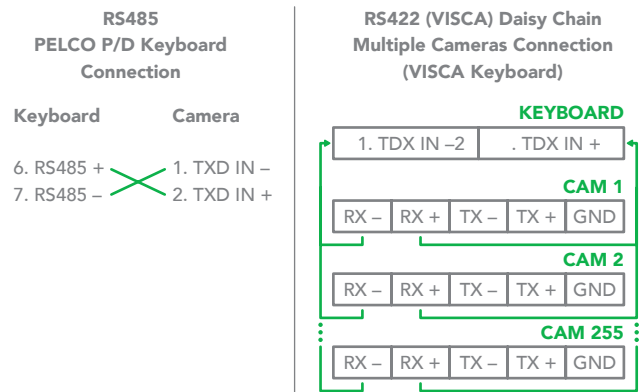 RS485
PELCO P/D Keyboard
Connection
Keyboard Camera
6. RS485 + 1. TXD IN –
7. RS485 – 2. TXD IN +
RS422 (VISCA) Daisy Chain
Multiple Cameras Connection
(VISCA Keyboard)
KEYBOARD
1. TDX IN –2 . TDX IN +
CAM 1
RX – RX + TX – TX + GND
CAM 2
RX – RX + TX – TX + GND
CAM 255
RX – RX + TX – TX + GND